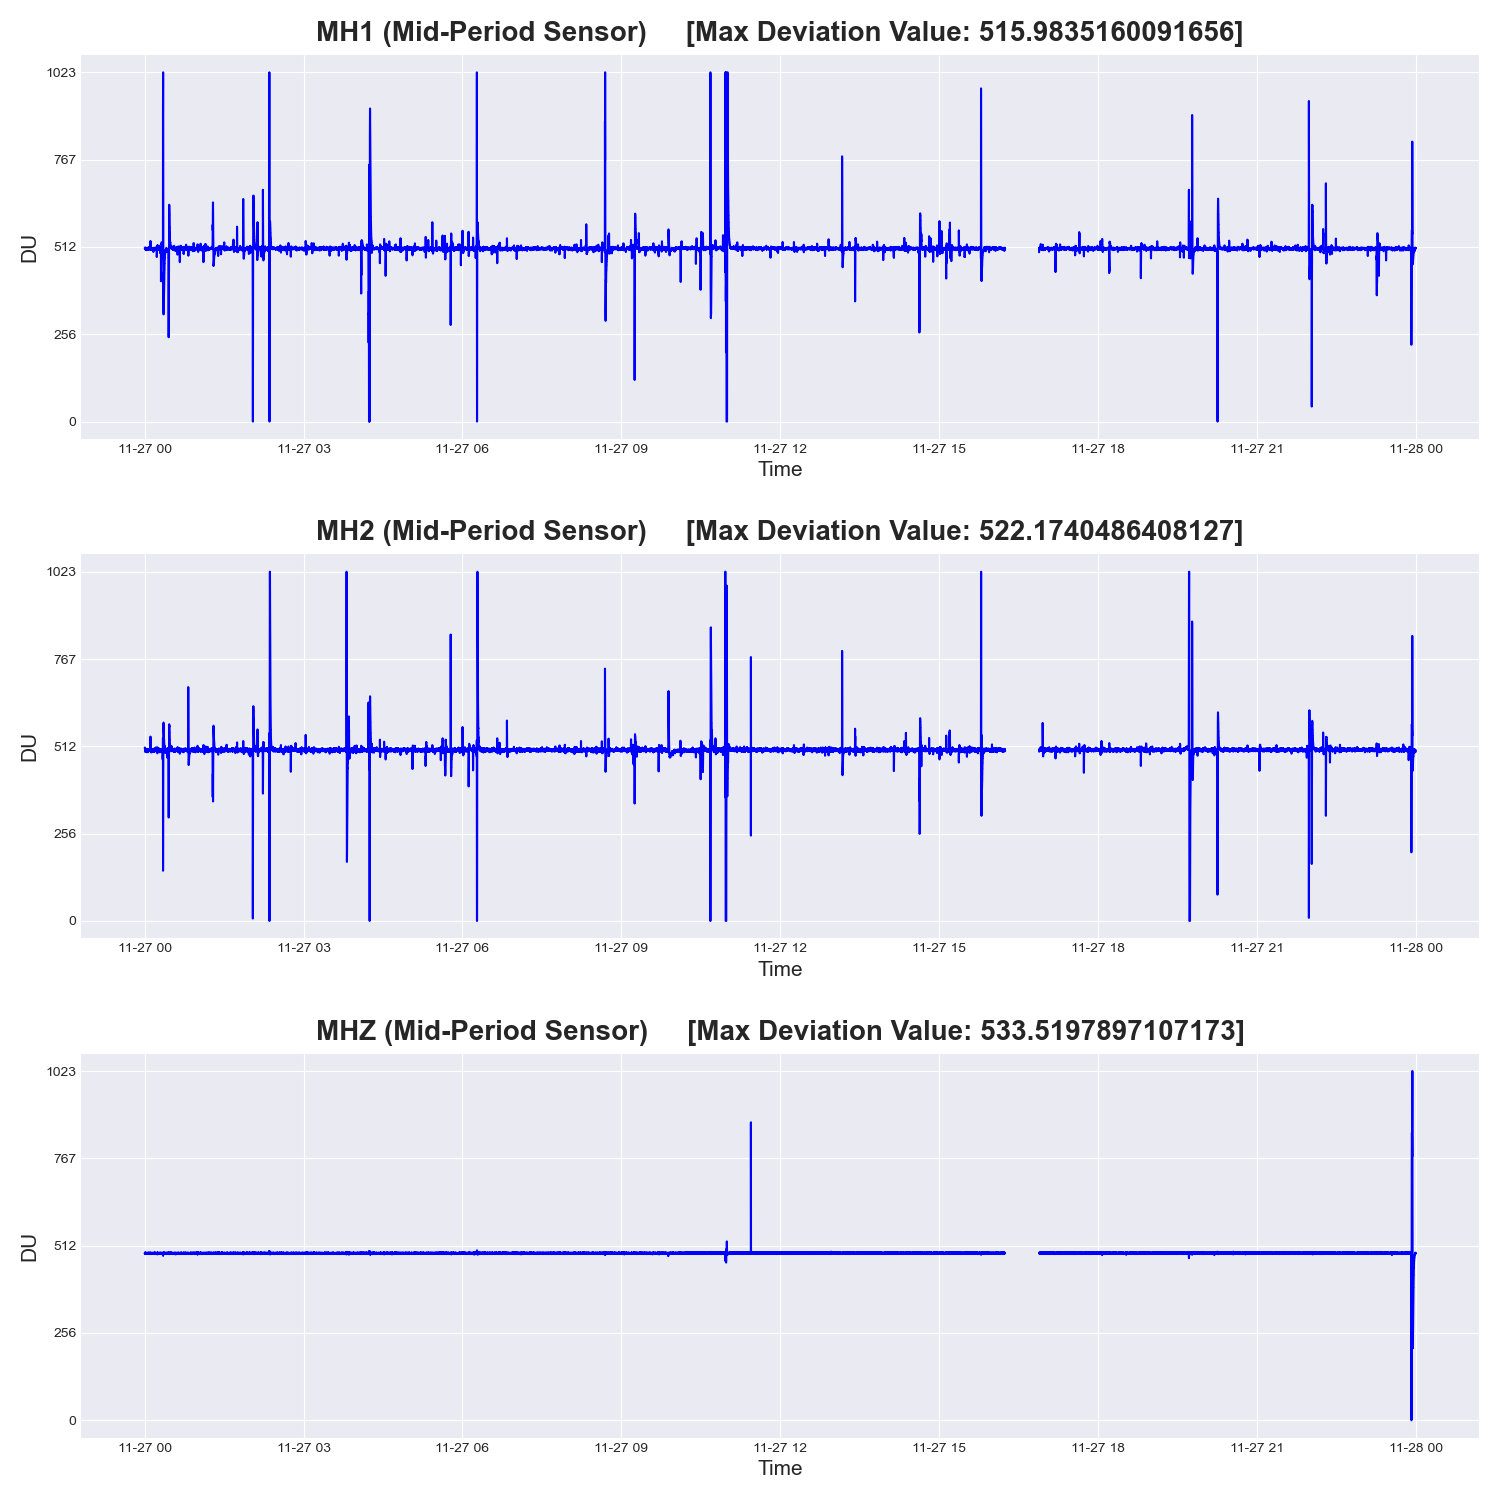 MH1 (Mid-Period Sensor) [Max Deviation Value: 515.9835160091656]
1023
767
512
256
0
DU
11-27 00 11-27 03 11-27 06 11-27 09 11-27 12 11-27 15 11-27 18 11-27 21 11-28 00
Time
MH2 (Mid-Period Sensor) [Max Deviation Value: 522.1740486408127]
1023
767
512
256
0
DU
11-27 00 11-27 03 11-27 06 11-27 09 11-27 12 11-27 15 11-27 18 11-27 21 11-28 00
Time
MHZ (Mid-Period Sensor) [Max Deviation Value: 533.5197897107173]
1023
767
512
256
0
DU
11-27 00 11-27 03 11-27 06 11-27 09 11-27 12 11-27 15 11-27 18 11-27 21 11-28 00
Time